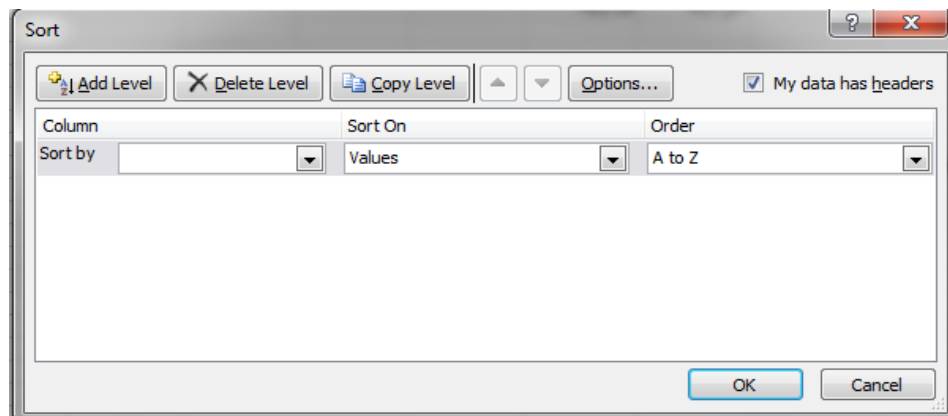 Sort
Add Level Delete Level Copy Level Options... My data has headers
Column Sort On Order
Sort by Values A to Z
OK Cancel